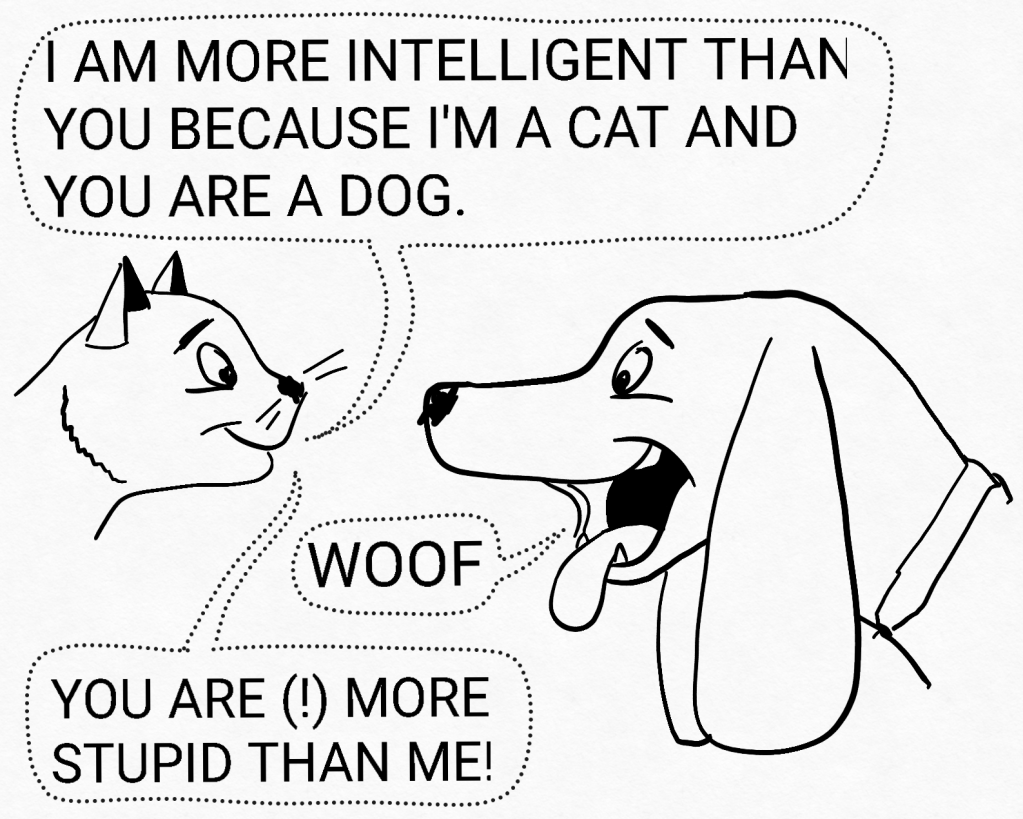 I AM MORE INTELLIGENT THAN
YOU BECAUSE I'M A CAT AND
YOU ARE A DOG.
WOOF
YOU ARE (!) MORE
STUPID THAN ME!